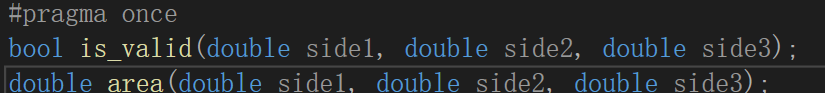 #pragma once
bool is_valid(double side1, double side2, double side3);
double area(double side1, double side2, double side3);